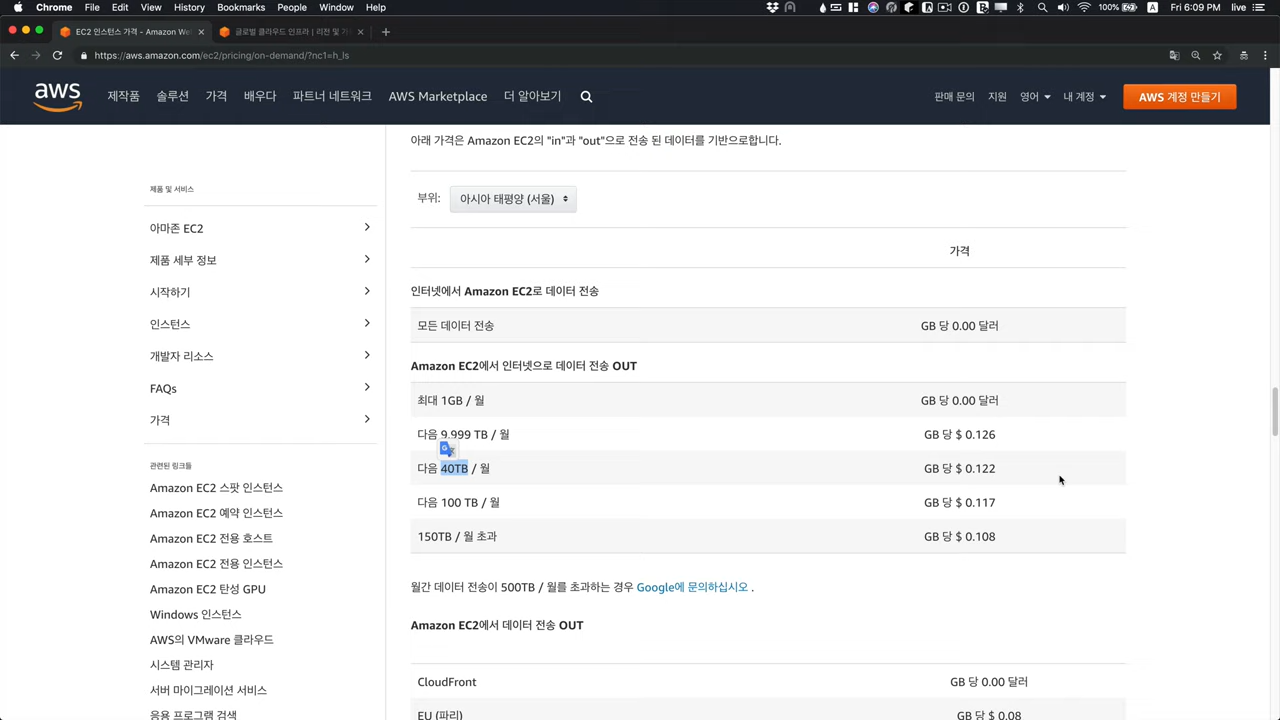 Chrome File Edit View History Bookmarks People Window Help
100% A Fri 6:09 PM live
EC2 인스턴스 가격 - Amazon We
글로벌 클라우드 인프라 | 리전 및 가
https://aws.amazon.com/ec2/pricing/on-demand/?nc1=h_ls
aws
제작품 솔루션 가격 배우다 파트너 네트워크 AWS Marketplace 더 알아보기
판매 문의 지원 영어 내 계정 AWS 계정 만들기
제품 및 서비스
아마존 EC2
제품 세부 정보
시작하기
인스턴스
개발자 리소스
FAQs
가격
관련된 링크들
Amazon EC2 스팟 인스턴스
Amazon EC2 예약 인스턴스
Amazon EC2 전용 호스트
Amazon EC2 전용 인스턴스
Amazon EC2 탄성 GPU
Windows 인스턴스
AWS의 VMware 클라우드
시스템 관리자
서버 마이그레이션 서비스
응용 프로그램 검색
아래 가격은 Amazon EC2의 "in"과 "out"으로 전송 된 데이터를 기반으로합니다.
부위: 아시아 태평양 (서울)
가격
인터넷에서 Amazon EC2로 데이터 전송
모든 데이터 전송 GB 당 0.00 달러
Amazon EC2에서 인터넷으로 데이터 전송 OUT
최대 1GB / 월 GB 당 0.00 달러
다음 9.999 TB / 월 GB 당 $ 0.126
다음 40TB / 월 GB 당 $ 0.122
다음 100 TB / 월 GB 당 $ 0.117
150TB / 월 초과 GB 당 $ 0.108
월간 데이터 전송이 500TB / 월를 초과하는 경우 Google에 문의하십시오 .
Amazon EC2에서 데이터 전송 OUT
CloudFront GB 당 0.00 달러
EU (파리) GB 당 $ 0.08